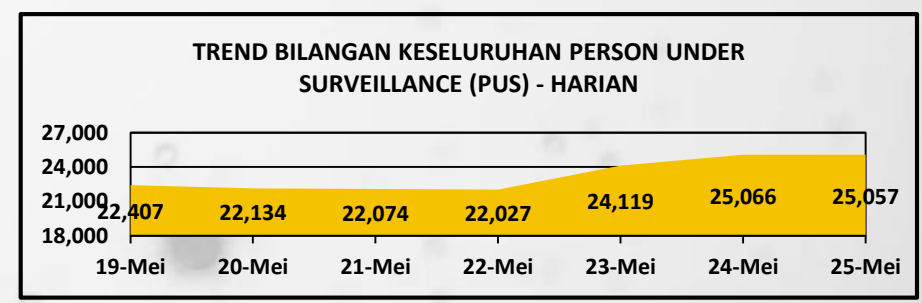 TREND BILANGAN KESELURUHAN PERSON UNDER
SURVEILLANCE (PUS) - HARIAN
27,000
24,000
21,000
18,000
22,407 22,134 22,074 22,027 24,119 25,066 25,057
19-Mei 20-Mei 21-Mei 22-Mei 23-Mei 24-Mei 25-Mei